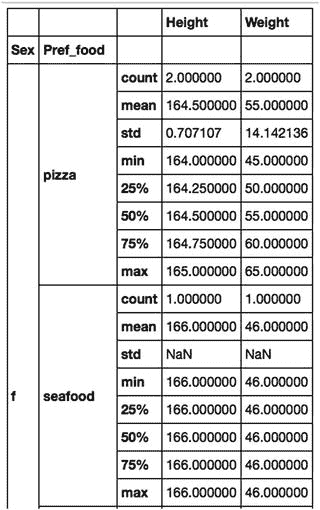 Height Weight
Sex Pref_food
count 2.000000 2.000000
mean 164.500000 55.000000
std 0.707107 14.142136
min 164.000000 45.000000
pizza
25% 164.250000 50.000000
50% 164.500000 55.000000
75% 164.750000 60.000000
max 165.000000 65.000000
count 1.000000 1.000000
mean 166.000000 46.000000
std NaN NaN
min 166.000000 46.000000
f seafood
25% 166.000000 46.000000
50% 166.000000 46.000000
75% 166.000000 46.000000
max 166.000000 46.000000